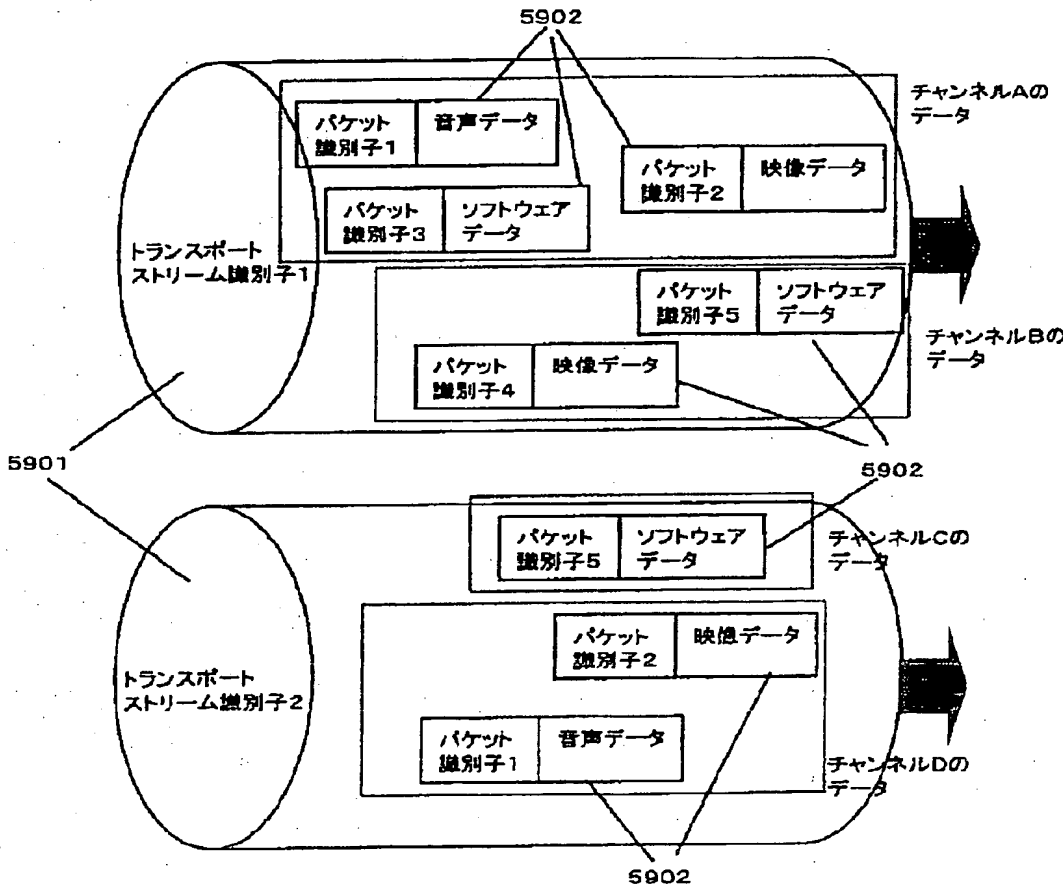 5902
チャンネルAの
データ
パケット
識別子1
音声データ
パケット
識別子2
映像データ
パケット
識別子3
ソフトウェア
データ
トランスポート
ストリーム識別子1
パケット
識別子5
ソフトウェア
データ
チャンネルBの
データ
パケット
識別子4
映像データ
5901
5902
パケット
識別子5
ソフトウェア
データ
チャンネルCの
データ
パケット
識別子2
映像データ
トランスポート
ストリーム識別子2
パケット
識別子1
音声データ
チャンネルDの
データ
5902